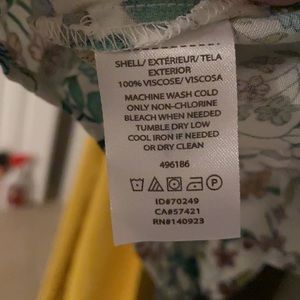 SHELL/ EXTÉRIEUR/ TELA
EXTERIOR
100% VISCOSE/ VISCOSA
MACHINE WASH COLD
ONLY NON-CHLORINE
BLEACH WHEN NEEDED
TUMBLE DRY LOW
COOL IRON IF NEEDED
OR DRY CLEAN
496186
P
ID#70249
CA#57421
RN#140923